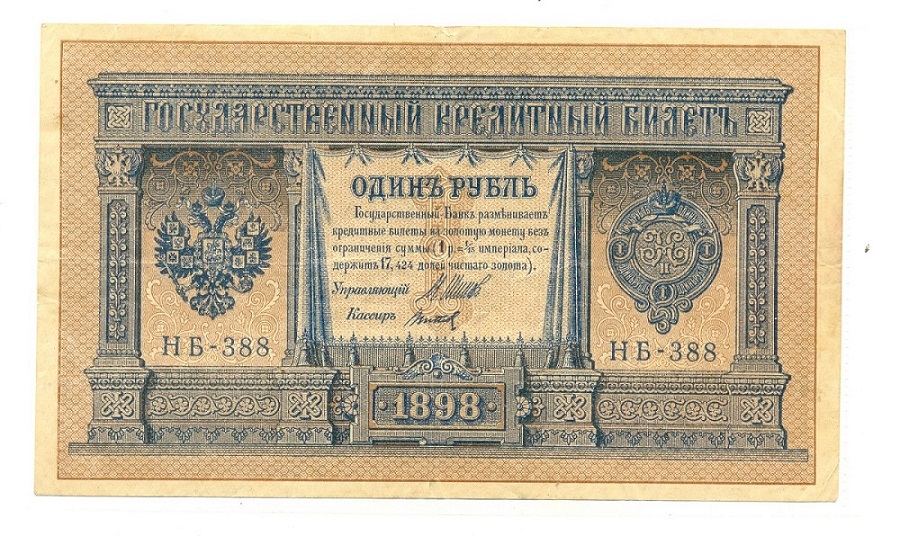 ГОСУДАРСТВЕННЫЙ КРЕДИТНЫЙ БИЛЕТЪ
ОДИНЪ РУБЛЬ
Государственный Банкъ размѣниваетъ
кредитные билеты на золотую монету безъ
ограниченія суммы (1 р.=1/15 имперіала, со-
держитъ 17,424 долей чистаго золота).
Управляющій
Кассиръ
НБ-388
НБ-388
1898